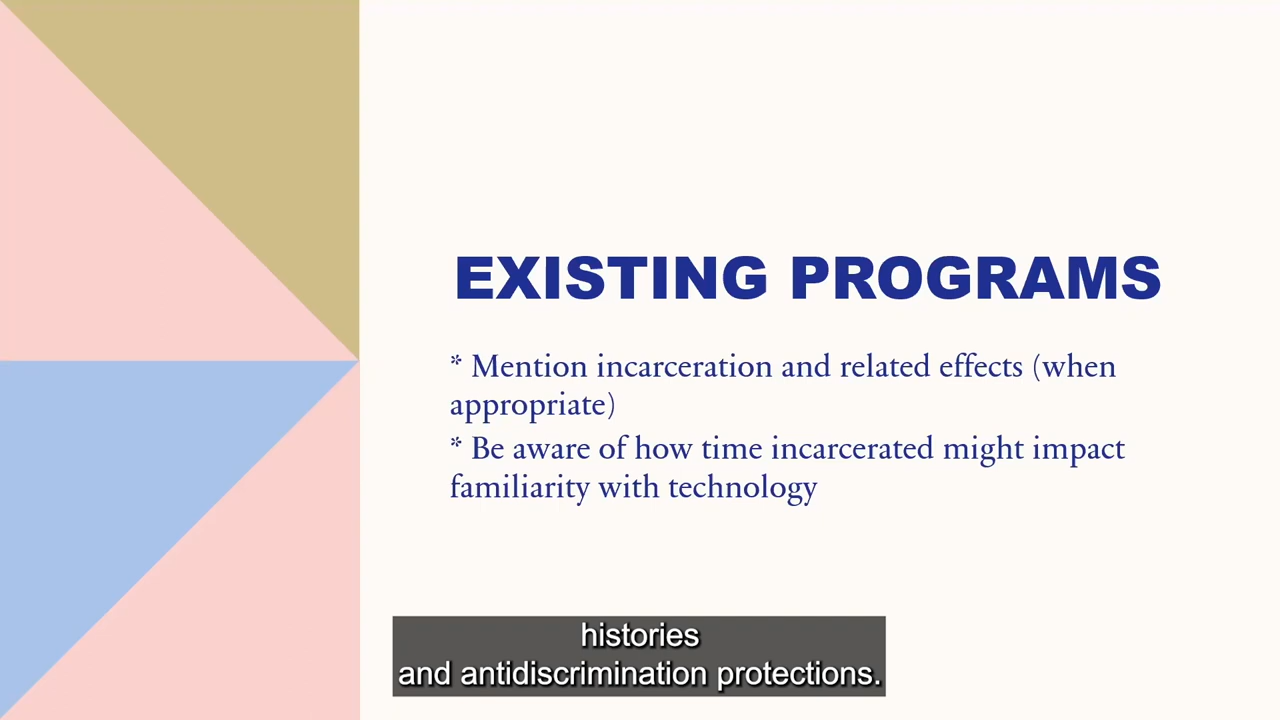 EXISTING PROGRAMS
* Mention incarceration and related effects (when
appropriate)
* Be aware of how time incarcerated might impact
familiarity with technology
histories
and antidiscrimination protections.